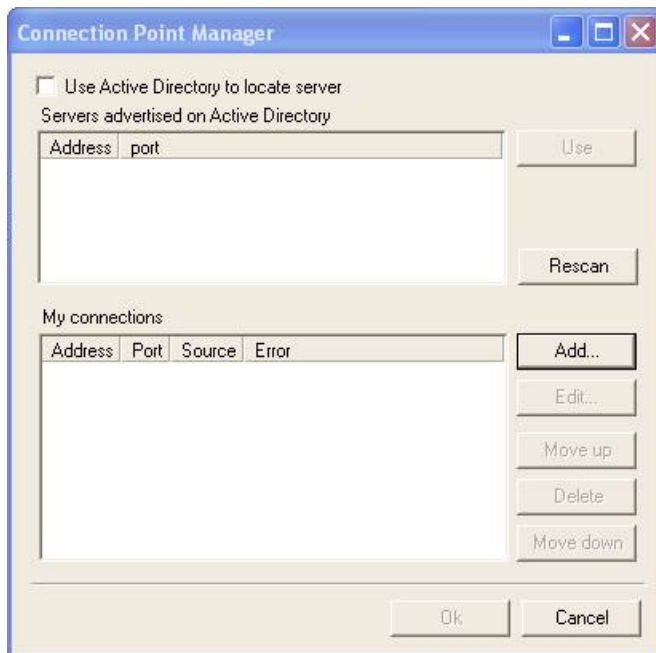 Connection Point Manager
Use Active Directory to locate server
Servers advertised on Active Directory
Address port
Use
Rescan
My connections
Address Port Source Error
Add...
Edit...
Move up
Delete
Move down
Ok Cancel